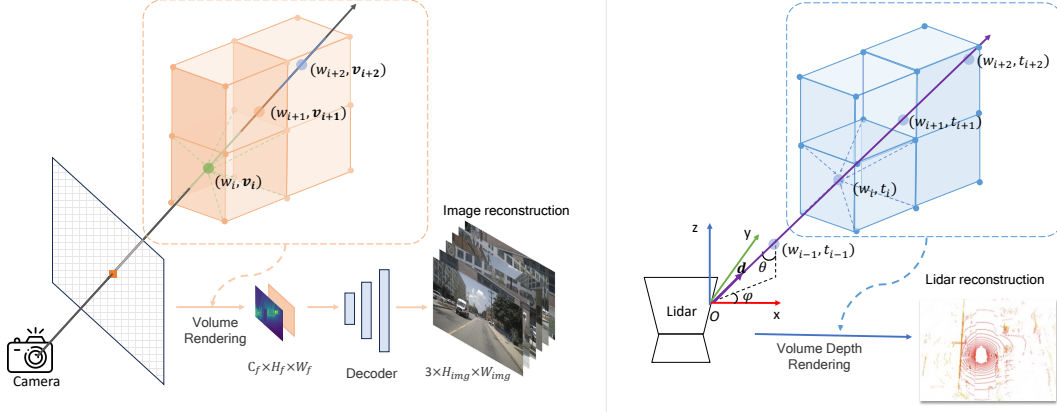 (w_{i+2}, v_{i+2})
(w_{i+1}, v_{i+1})
(w_i, v_i)
Image reconstruction
Volume
Rendering
C_f×H_f×W_f
Decoder
3×H_{img}×W_{img}
Camera
(w_{i+2}, t_{i+2})
(w_{i+1}, t_{i+1})
(w_i, t_i)
(w_{i-1}, t_{i-1})
z
y
d
θ
φ
x
O
Lidar
Lidar reconstruction
Volume Depth
Rendering